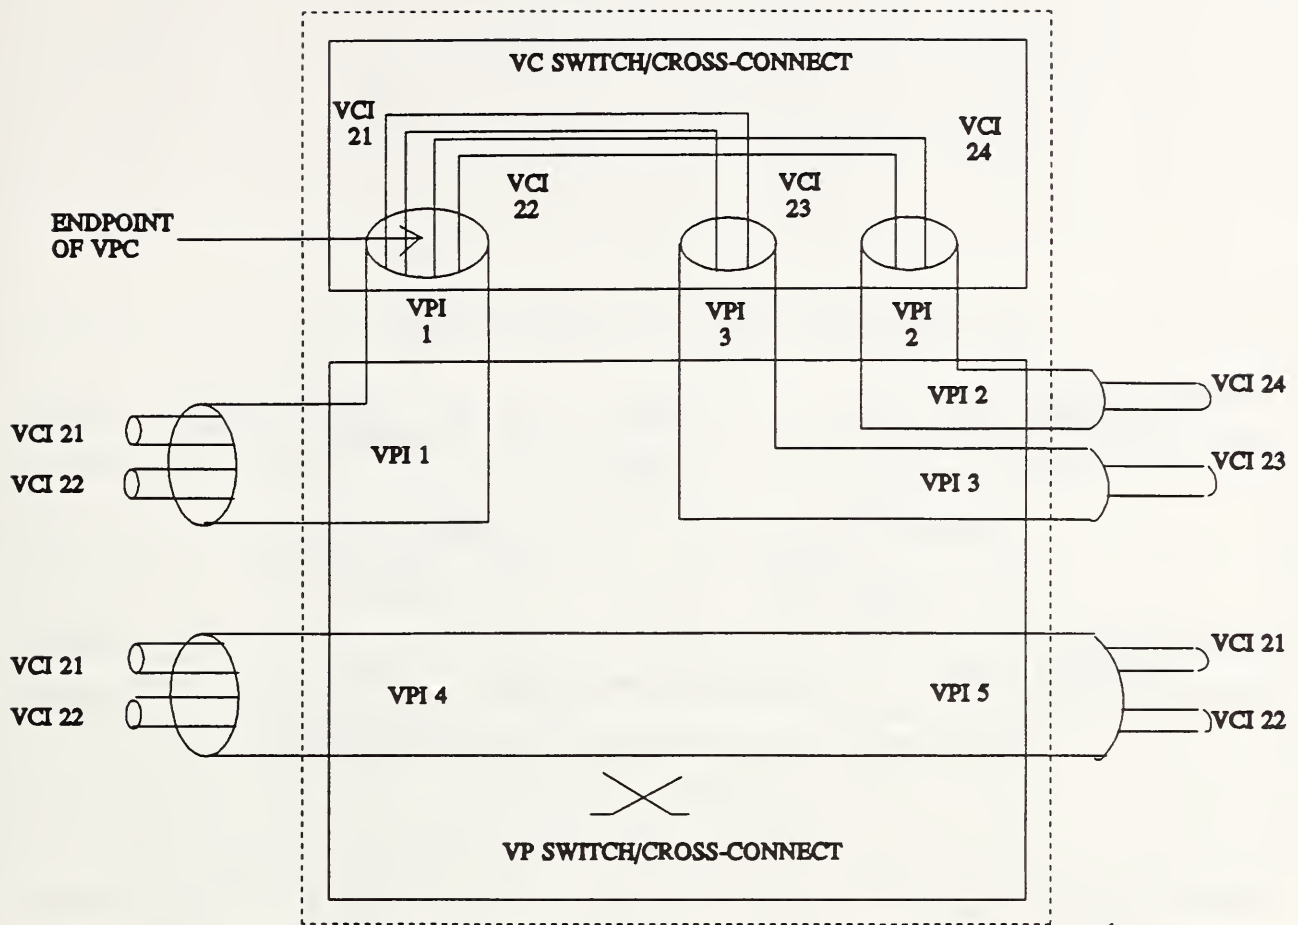 VC SWITCH/CROSS-CONNECT
VCI
21
VCI
24
VCI
22
VCI
23
ENDPOINT
OF VPC
VPI
1
VPI
3
VPI
2
VCI 21
VCI 22
VPI 1
VPI 2
VCI 24
VPI 3
VCI 23
VCI 21
VCI 22
VPI 4
VPI 5
VCI 21
VCI 22
VP SWITCH/CROSS-CONNECT